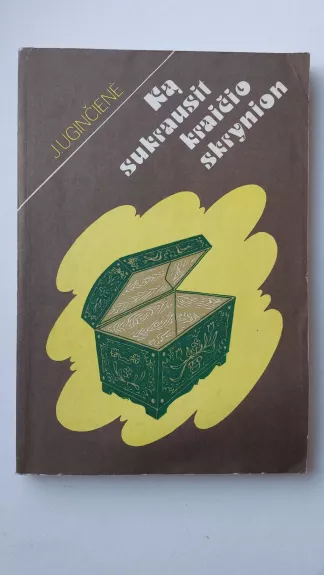 J. UGINČIENĖ
Ką
sukrausit
kraičio
skrynion